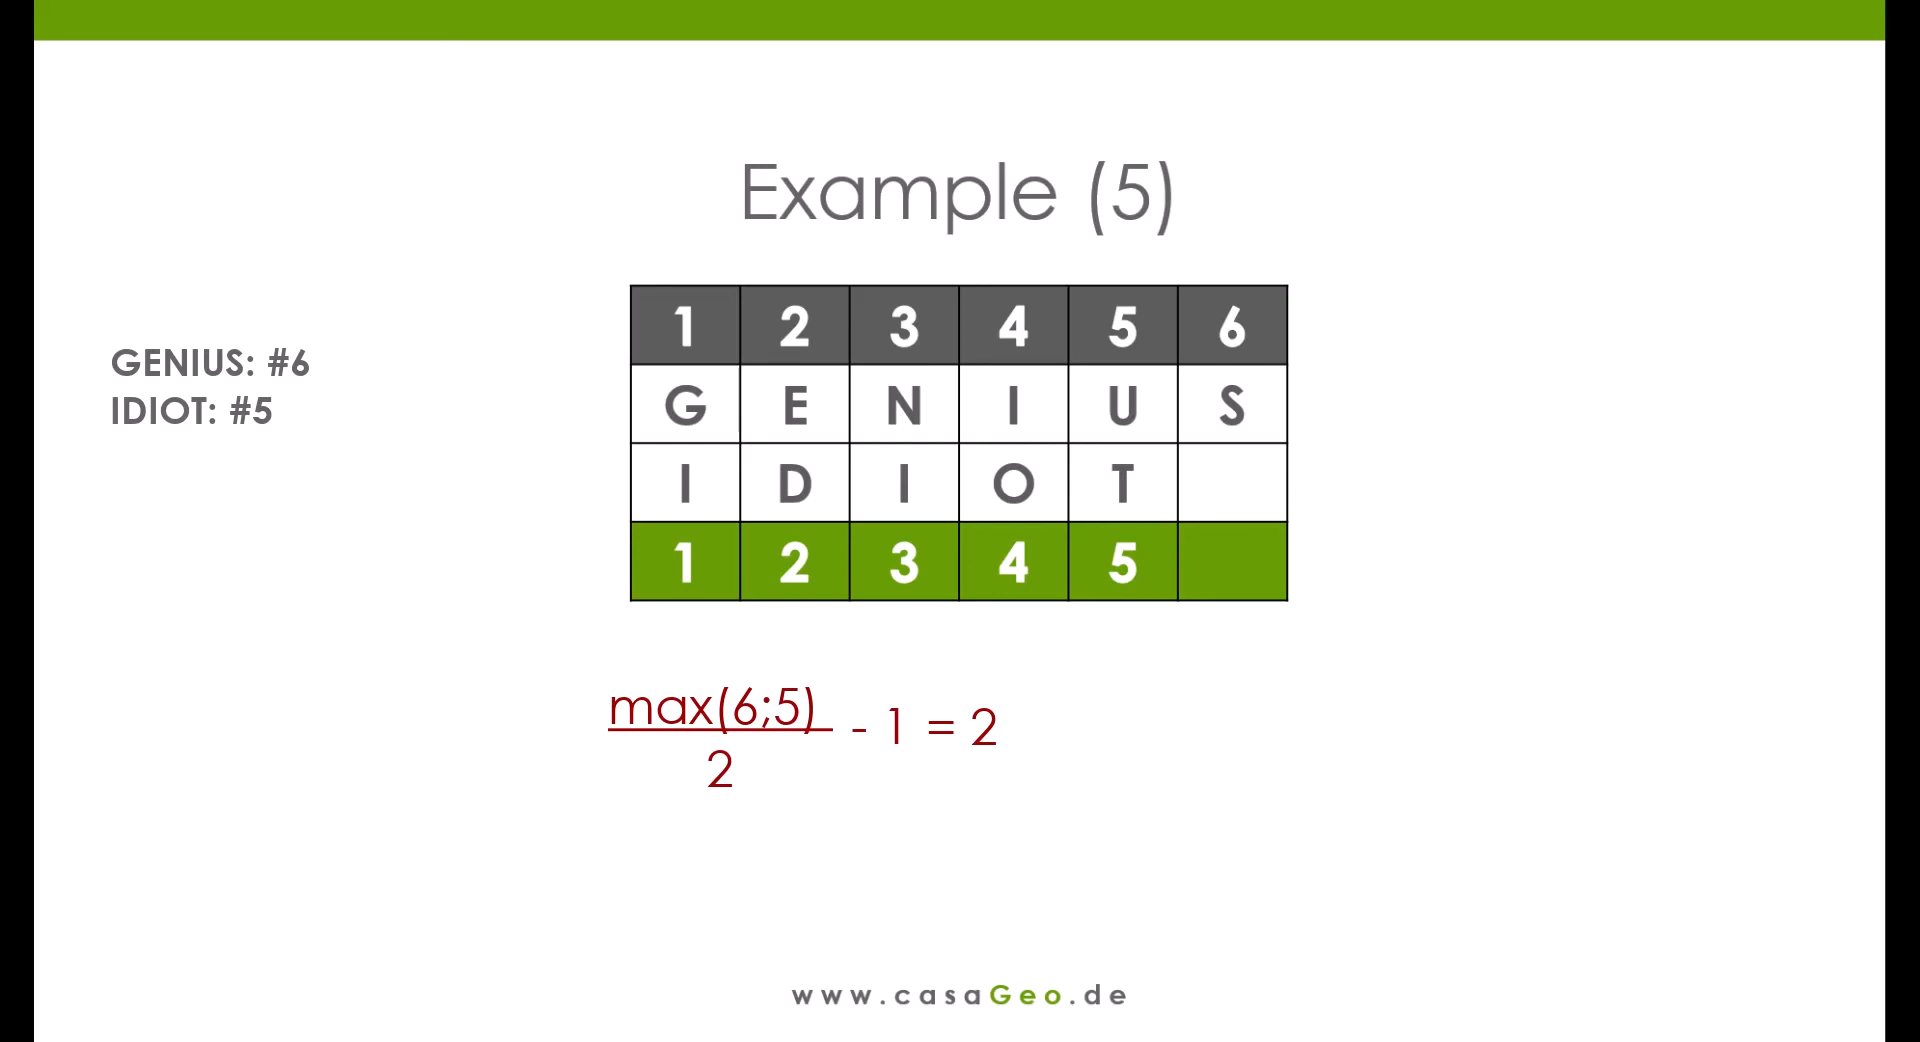 Example (5)
GENIUS: #6
IDIOT: #5
1 2 3 4 5 6
G E N I U S
I D I O T
1 2 3 4 5
max(6;5)
- 1 = 2
2
www.casaGeo.de